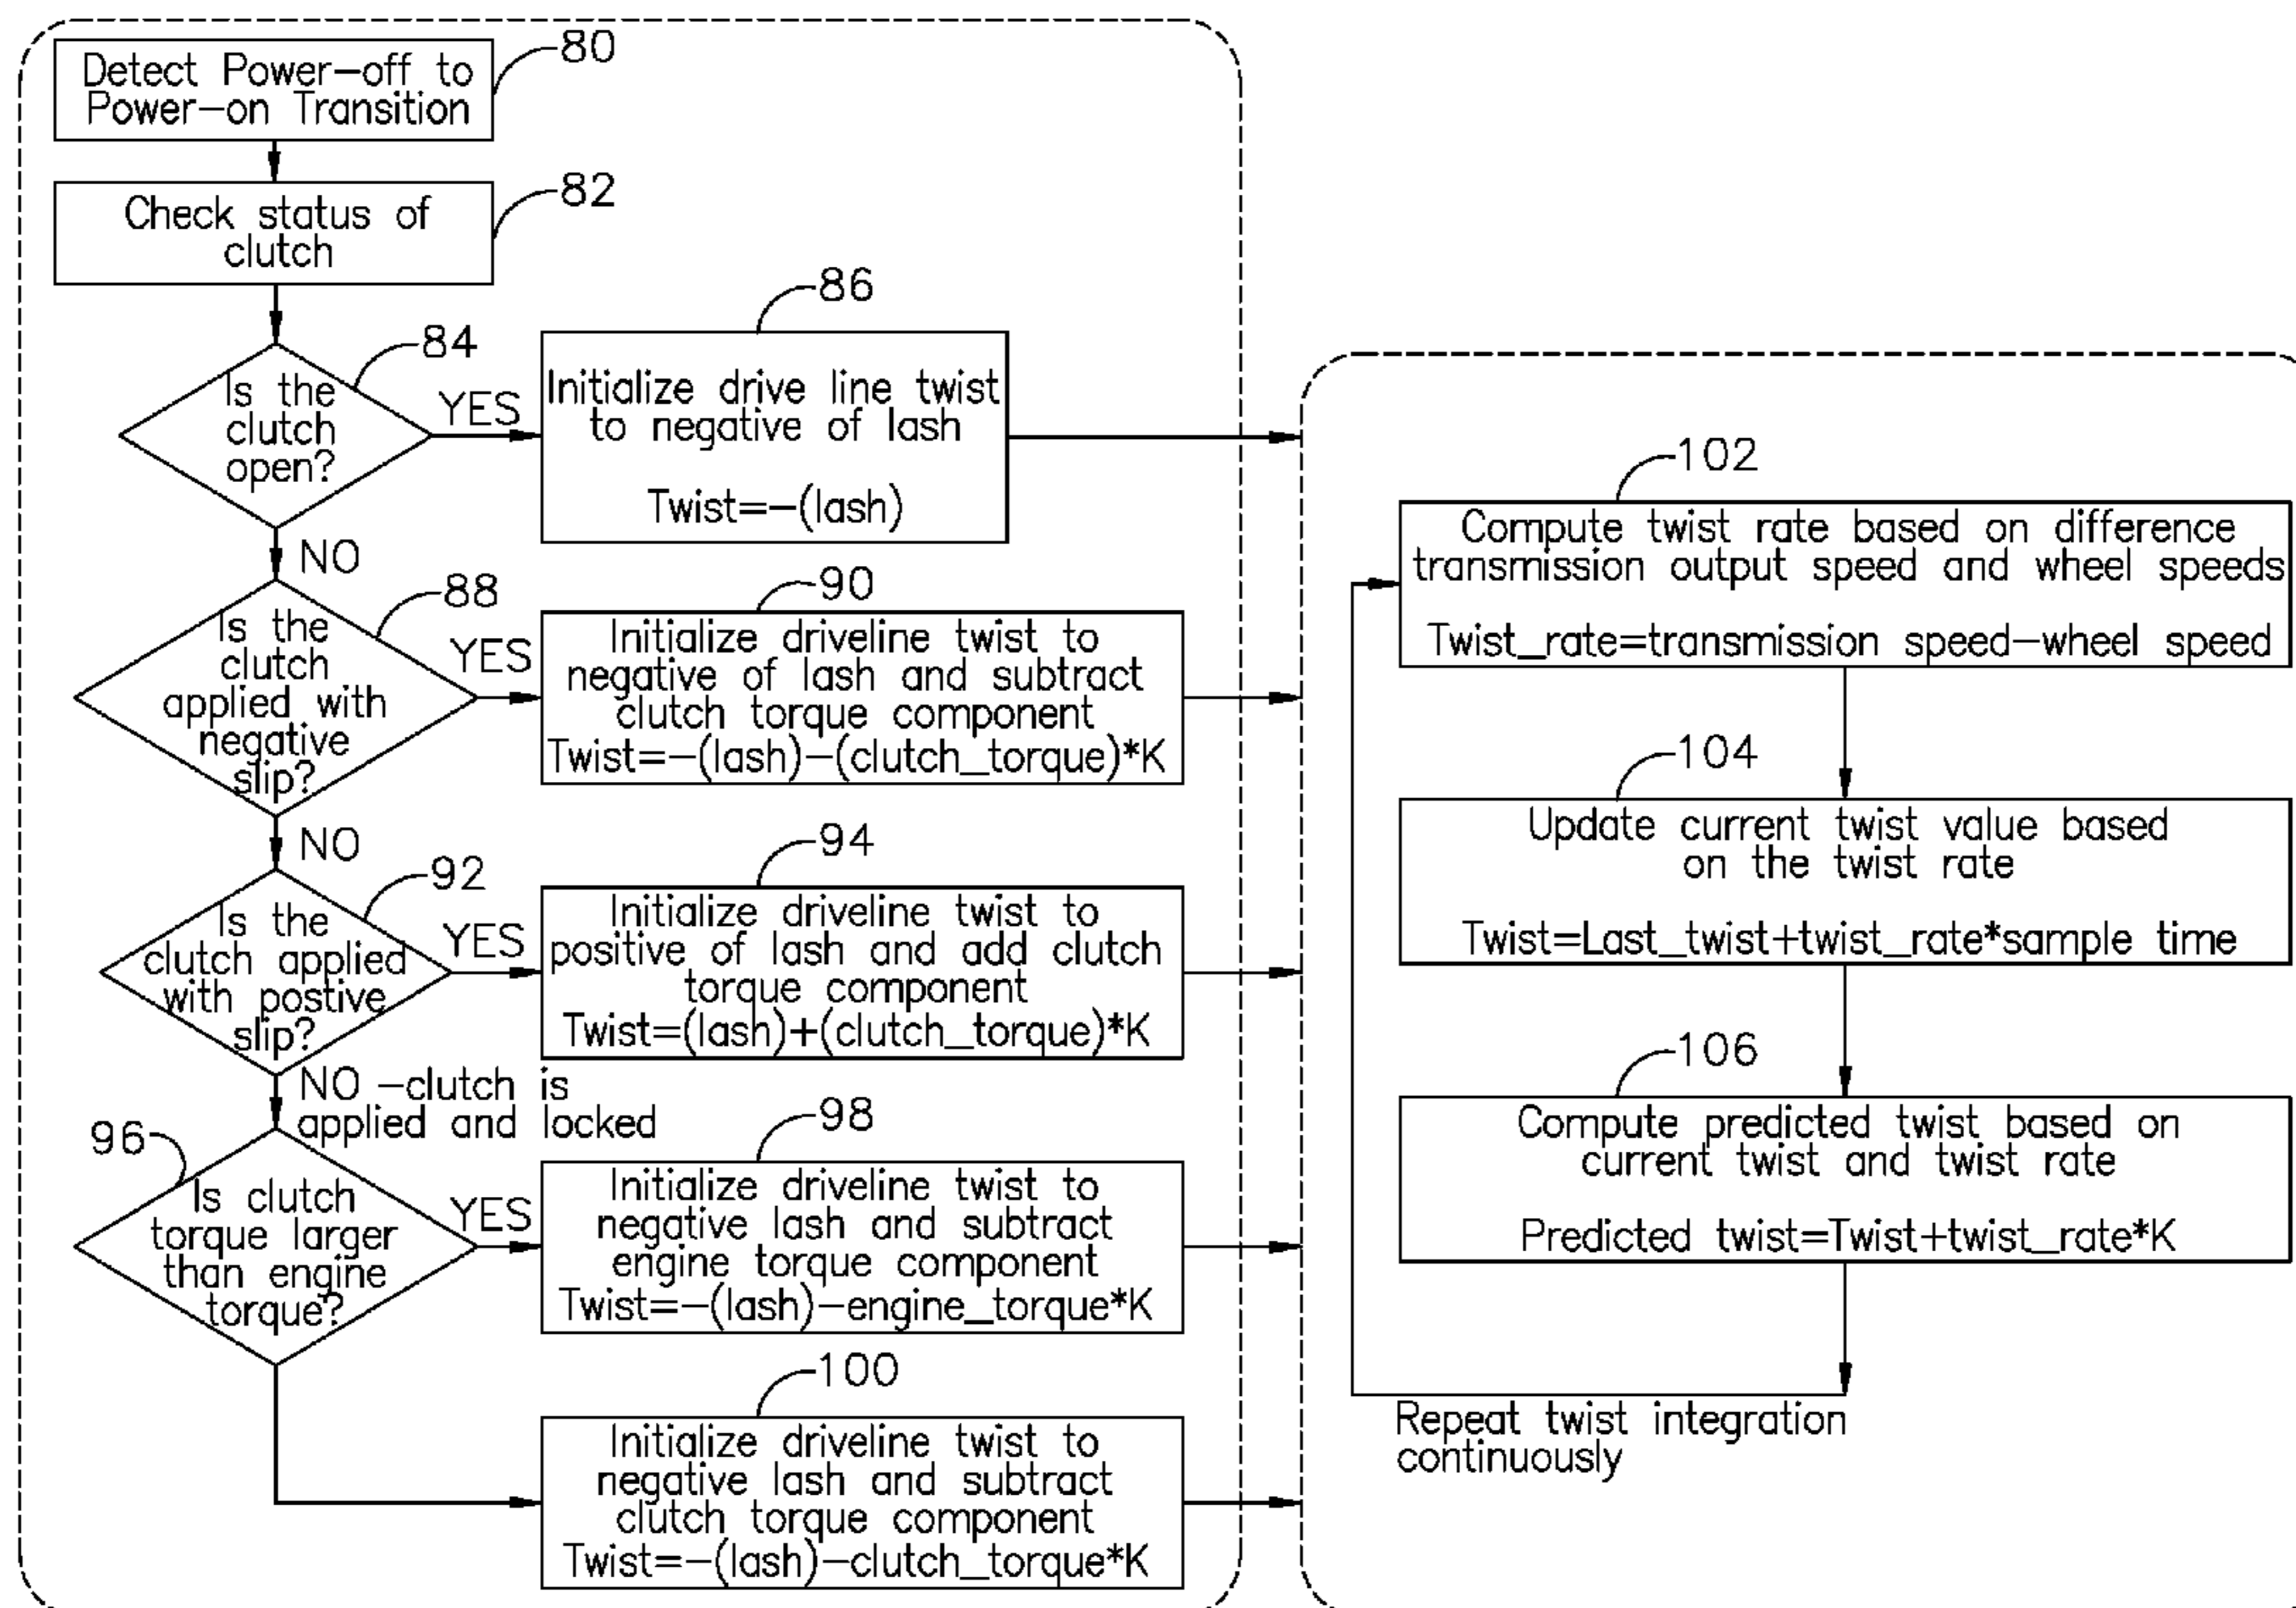 Detect Power-off to
Power-on Transition
80
Check status of
clutch
82
Is the
clutch
open?
84
YES
NO
Initialize drive line twist
to negative of lash
Twist=-(lash)
86
Is the
clutch
applied with
negative
slip?
88
YES
NO
Initialize driveline twist to
negative of lash and subtract
clutch torque component
Twist=-(lash)-(clutch_torque)*K
90
Is the
clutch applied
with postive
slip?
92
YES
NO -clutch is
applied and locked
Initialize driveline twist to
positive of lash and add clutch
torque component
Twist=(lash)+(clutch_torque)*K
94
Is clutch
torque larger
than engine
torque?
96
YES
Initialize driveline twist to
negative lash and subtract
engine torque component
Twist=-(lash)-engine_torque*K
98
Initialize driveline twist to
negative lash and subtract
clutch torque component
Twist=-(lash)-clutch_torque*K
100
Compute twist rate based on difference
transmission output speed and wheel speeds
Twist_rate=transmission speed-wheel speed
102
Update current twist value based
on the twist rate
Twist=Last_twist+twist_rate*sample time
104
Compute predicted twist based on
current twist and twist rate
Predicted twist=Twist+twist_rate*K
106
Repeat twist integration
continuously